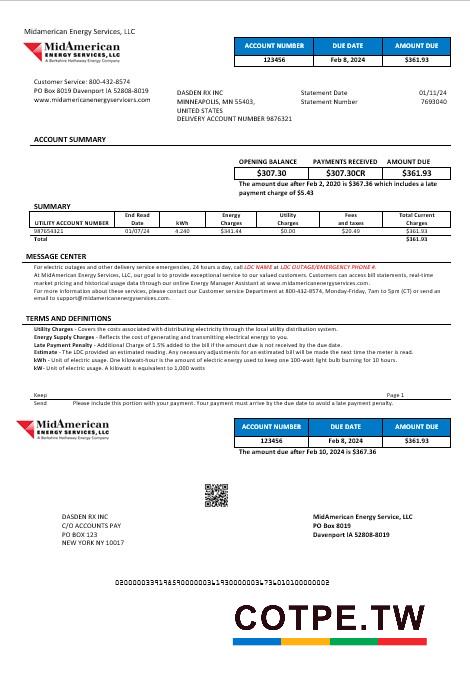 Midamerican Energy Services, LLC
MIDAMERICAN
ENERGY SERVICES, LLC
A Berkshire Hathaway Energy Company
ACCOUNT NUMBER DUE DATE AMOUNT DUE
123456 Feb 8, 2024 $361.93
Customer Service: 800-432-8574
PO Box 8019 Davenport IA 52808-8019
www.midamericanenergyservicers.com
DASDEN RX INC
MINNEAPOLIS, MN 55403,
UNITED STATES
DELIVERY ACCOUNT NUMBER 9876321
Statement Date 01/11/24
Statement Number 7693040
ACCOUNT SUMMARY
OPENING BALANCE PAYMENTS RECEIVED AMOUNT DUE
$307.30 $307.30CR $361.93
The amount due after Feb 2, 2020 is $367.36 which includes a late
payment charge of $5.43
SUMMARY
UTILITY ACCOUNT NUMBER End Read Date kWh Energy Charges Utility Charges Fees and taxes Total Current Charges
987654321 01/07/24 4.240 $341.44 $0.00 $20.49 $361.93
Total $361.93
MESSAGE CENTER
For electric outages and other delivery service emergencies, 24 hours a day, call LDC NAME at LDC OUTAGE/EMERGENCY PHONE #.
At MidAmerican Energy Services, LLC, our goal is to provide exceptional service to our valued customers. Customers can access bill statements, real-time
market pricing and historical usage data through our online Energy Manager Assistant at www.midamericanenergyservices.com.
For more information about these services, please contact our Customer service Department at 800-432-8574, Monday-Friday, 7am to 5pm (CT) or send an
email to support@midamericanenergyservices.com.
TERMS AND DEFINITIONS
Utility Charges - Covers the costs associated with distributing electricity through the local utility distribution system.
Energy Supply Charges - Reflects the cost of generating and transmitting electrical energy to you.
Late Payment Penalty - Additional Charge of 1.5% added to the bill if the amount due is not received by the due date.
Estimate - The LDC provided an estimated reading. Any necessary adjustments for an estimated bill will be made the next time the meter is read.
kWh - Unit of electric usage. One kilowatt-hour is the amount of electric energy used to keep one 100-watt light bulb burning for 10 hours.
kW- Unit of electric usage. A kilowatt is equivalent to 1,000 watts
Keep Page 1
Send Please include this portion with your payment. Your payment must arrive by the due date to avoid a late payment penalty.
MIDAMERICAN
ENERGY SERVICES, LLC
A Berkshire Hathaway Energy Company
ACCOUNT NUMBER DUE DATE AMOUNT DUE
123456 Feb 8, 2024 $361.93
The amount due after Feb 10, 2024 is $367.36
DASDEN RX INC
C/O ACCOUNTS PAY
PO BOX 123
NEW YORK NY 10017
MidAmerican Energy Service, LLC
PO Box 8019
Davenport IA 52808-8019
COTPE.TW